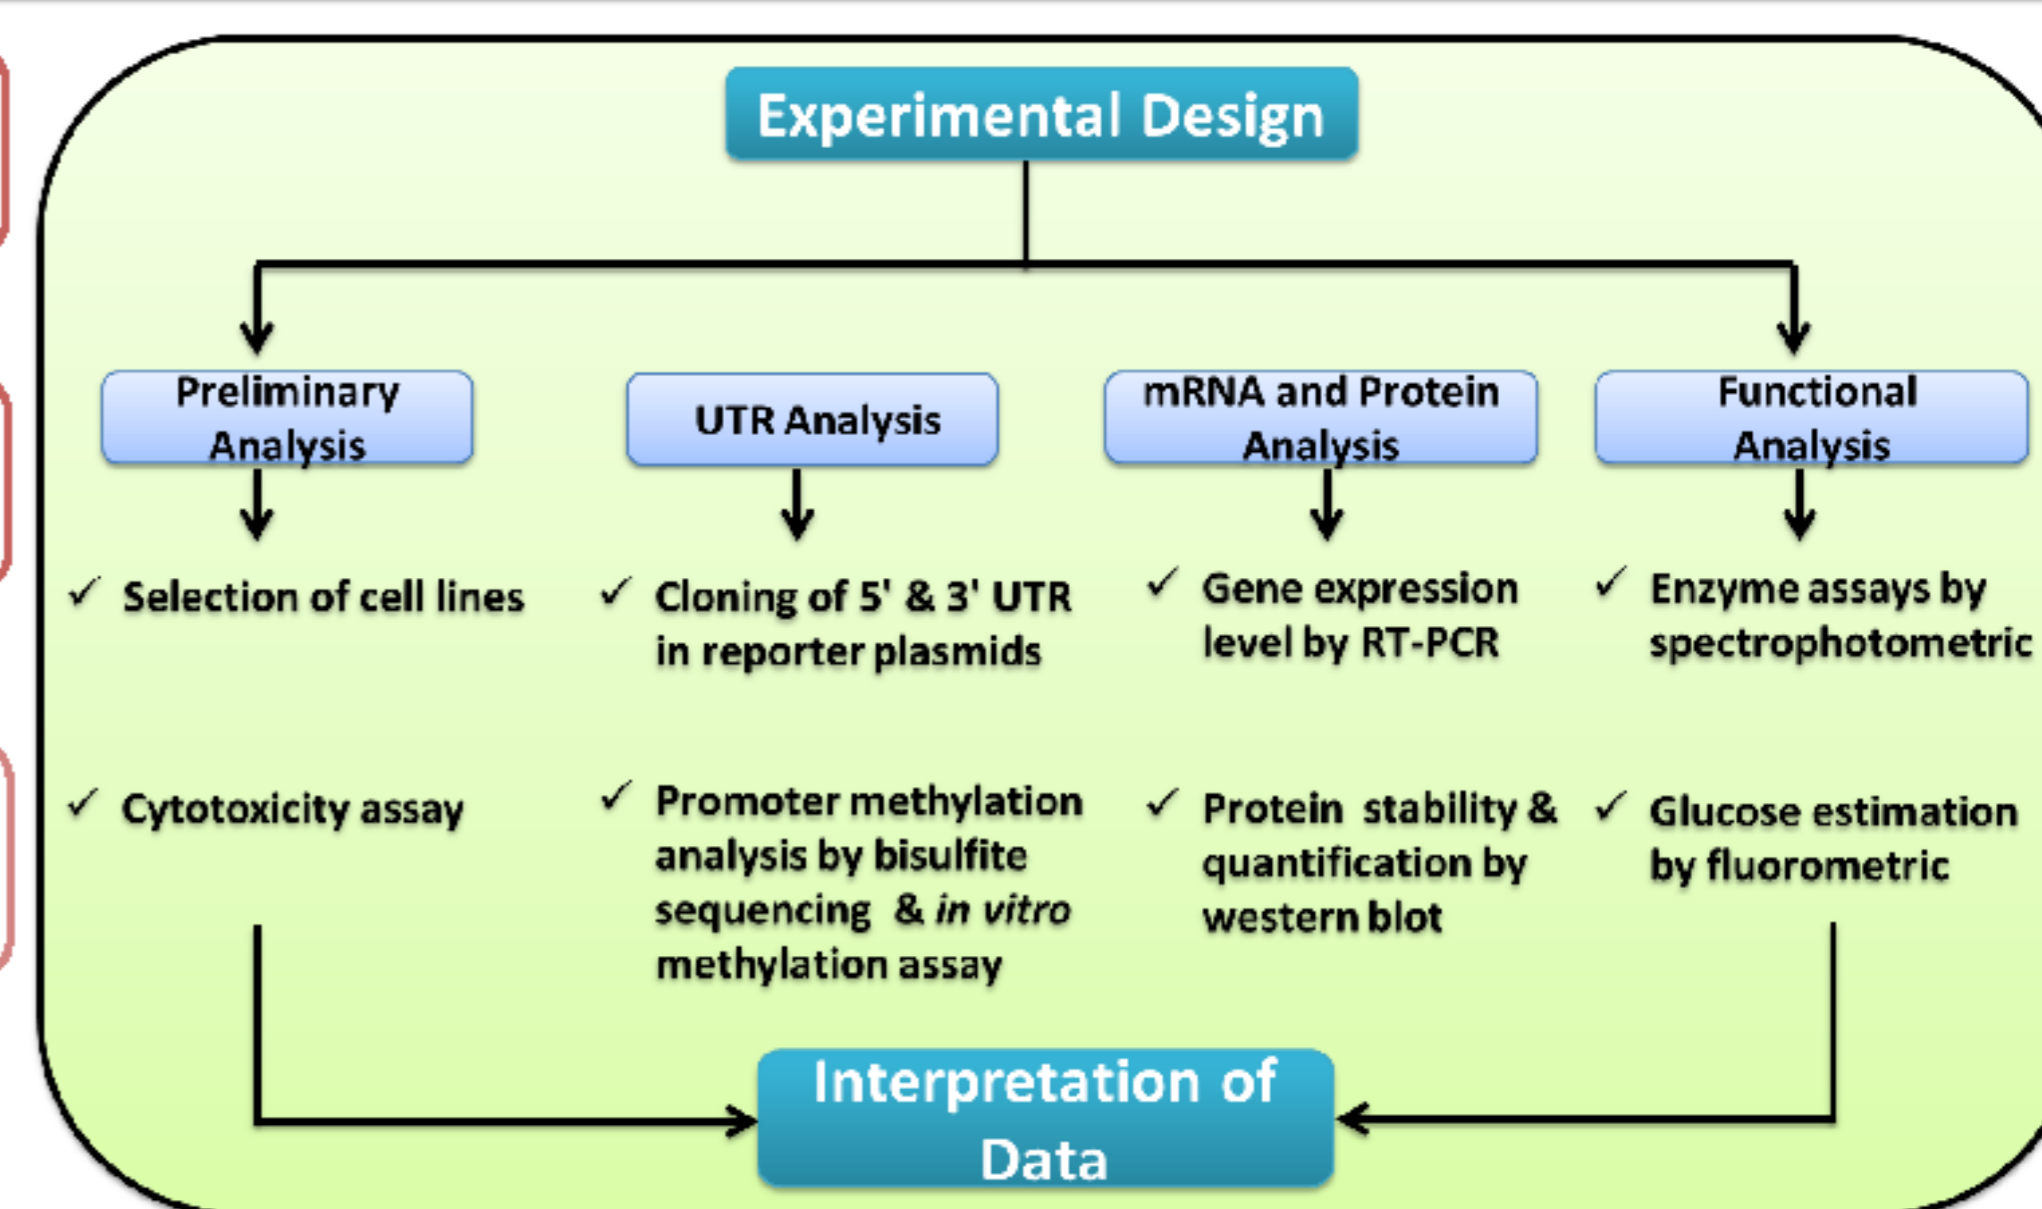 Experimental Design
Preliminary
Analysis
UTR Analysis
mRNA and Protein
Analysis
Functional
Analysis
✓ Selection of cell lines
✓ Cytotoxicity assay
✓ Cloning of 5' & 3' UTR
in reporter plasmids
✓ Promoter methylation
analysis by bisulfite
sequencing & in vitro
methylation assay
✓ Gene expression
level by RT-PCR
✓ Protein stability &
quantification by
western blot
✓ Enzyme assays by
spectrophotometric
✓ Glucose estimation
by fluorometric
Interpretation of
Data